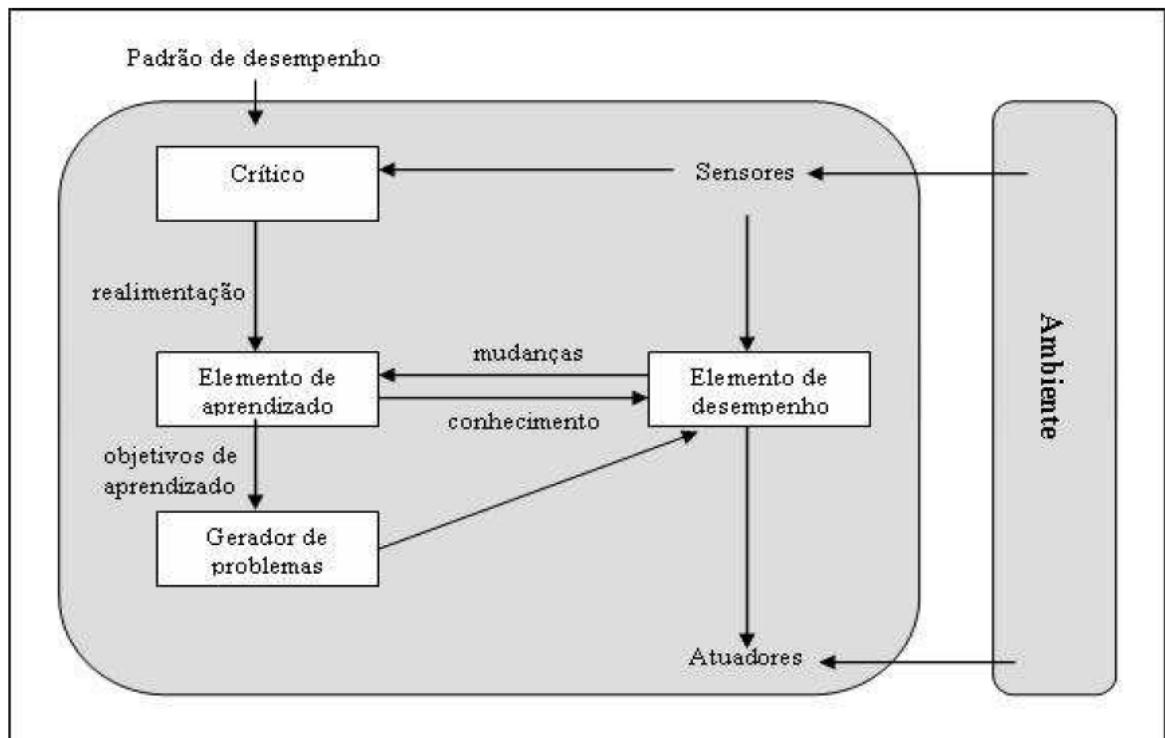 Padrão de desempenho
Crítico
Sensores
realimentação
mudanças
Elemento de
aprendizado
Elemento de
desempenho
conhecimento
objetivos de
aprendizado
Gerador de
problemas
Atuadores
Ambiente